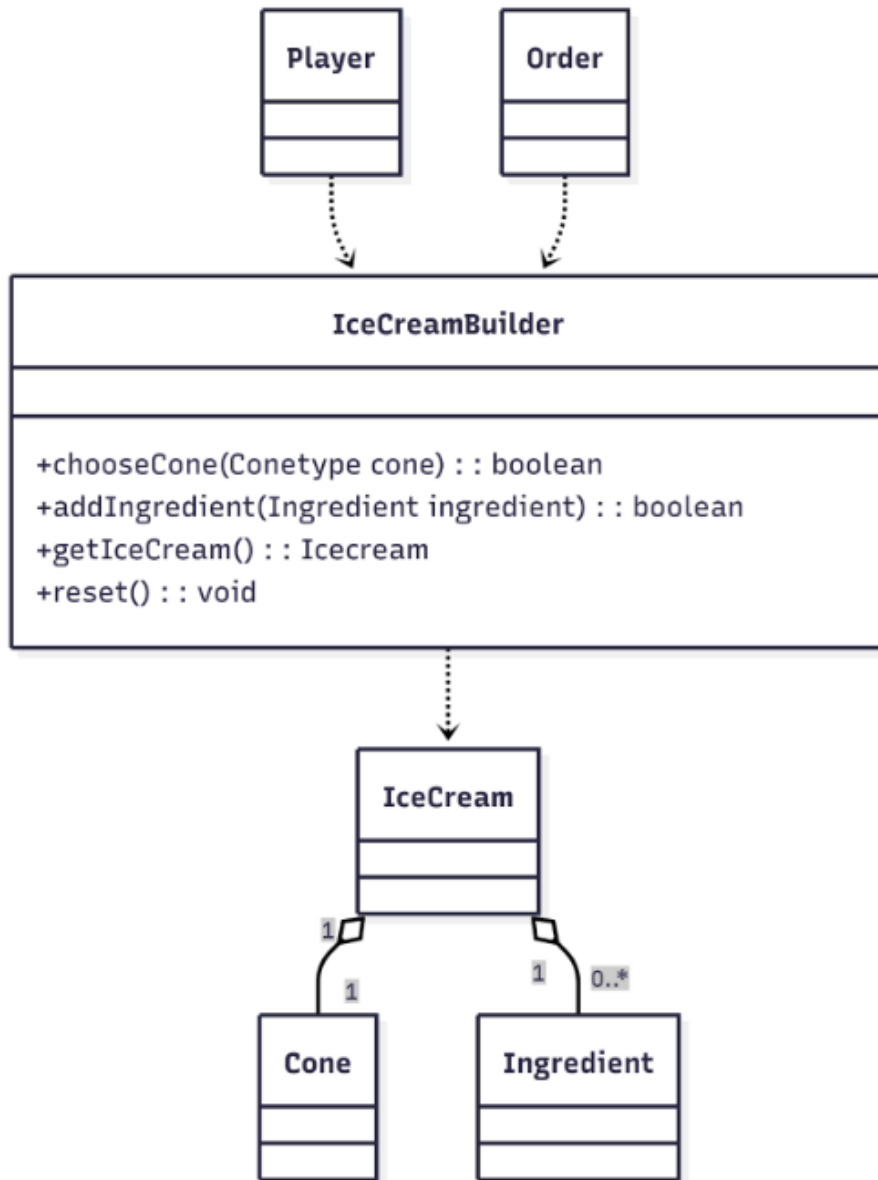 Player
Order
IceCreamBuilder
+chooseCone(Conetype cone) : : boolean
+addIngredient(Ingredient ingredient) : : boolean
+getIceCream() : : Icecream
+reset() : : void
IceCream
1
1
1
0..*
Cone
Ingredient